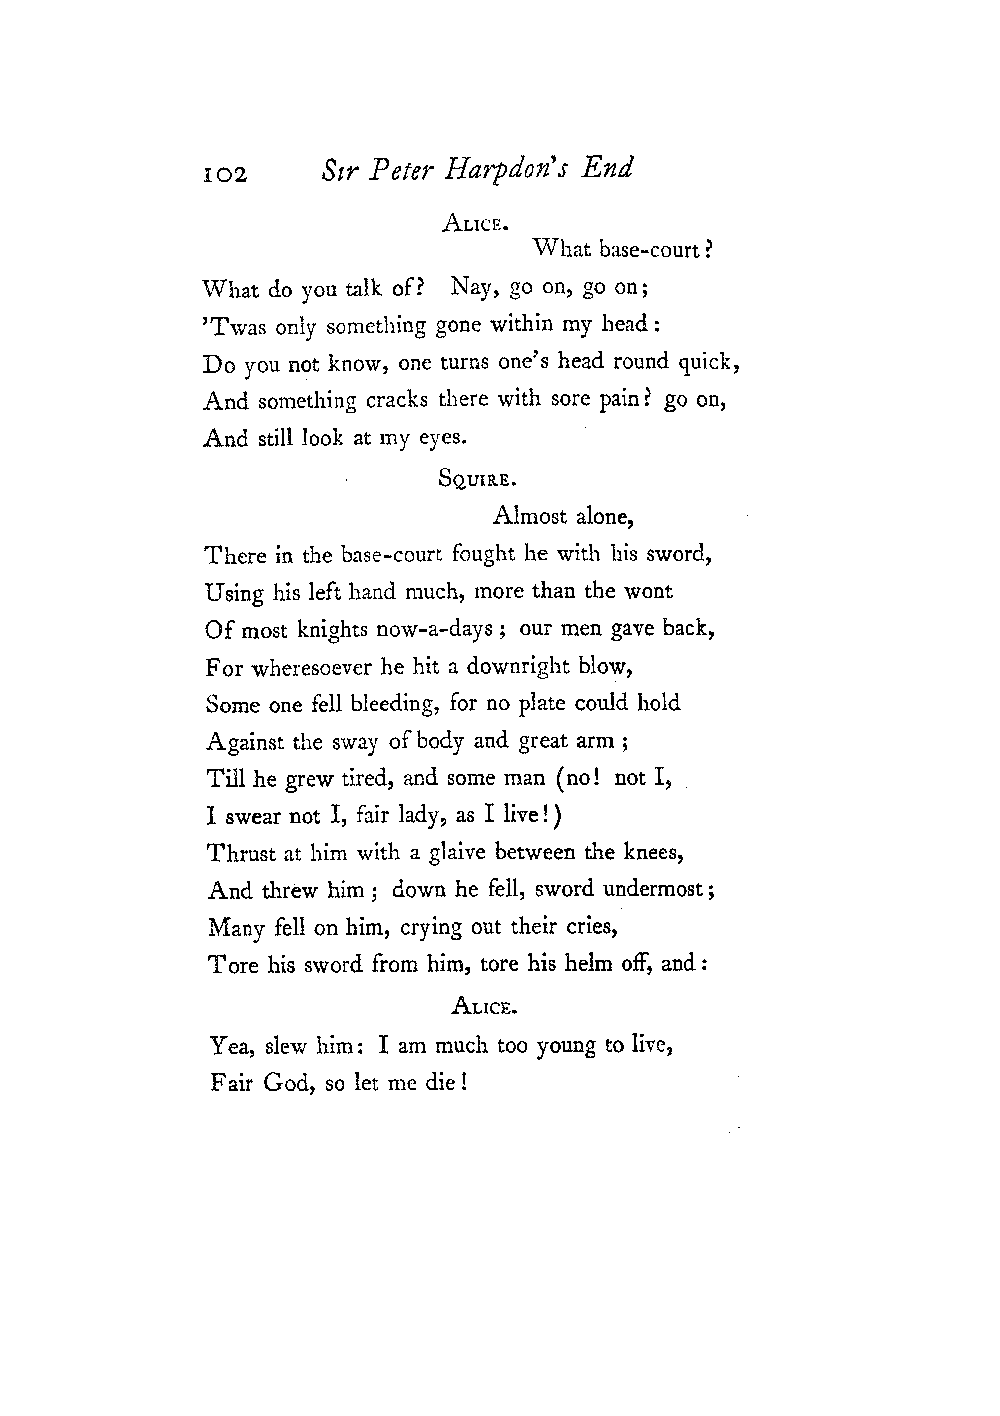 102 Sir Peter Harpdon's End
ALICE.
What base-court?
What do you talk of? Nay, go on, go on;
'Twas only something gone within my head:
Do you not know, one turns one's head round quick,
And something cracks there with sore pain? go on,
And still look at my eyes.
SQUIRE.
Almost alone,
There in the base-court fought he with his sword,
Using his left hand much, more than the wont
Of most knights now-a-days; our men gave back,
For wheresoever he hit a downright blow,
Some one fell bleeding, for no plate could hold
Against the sway of body and great arm;
Till he grew tired, and some man (no! not I,
I swear not I, fair lady, as I live!)
Thrust at him with a glaive between the knees,
And threw him; down he fell, sword undermost;
Many fell on him, crying out their cries,
Tore his sword from him, tore his helm off, and:
ALICE.
Yea, slew him: I am much too young to live,
Fair God, so let me die!